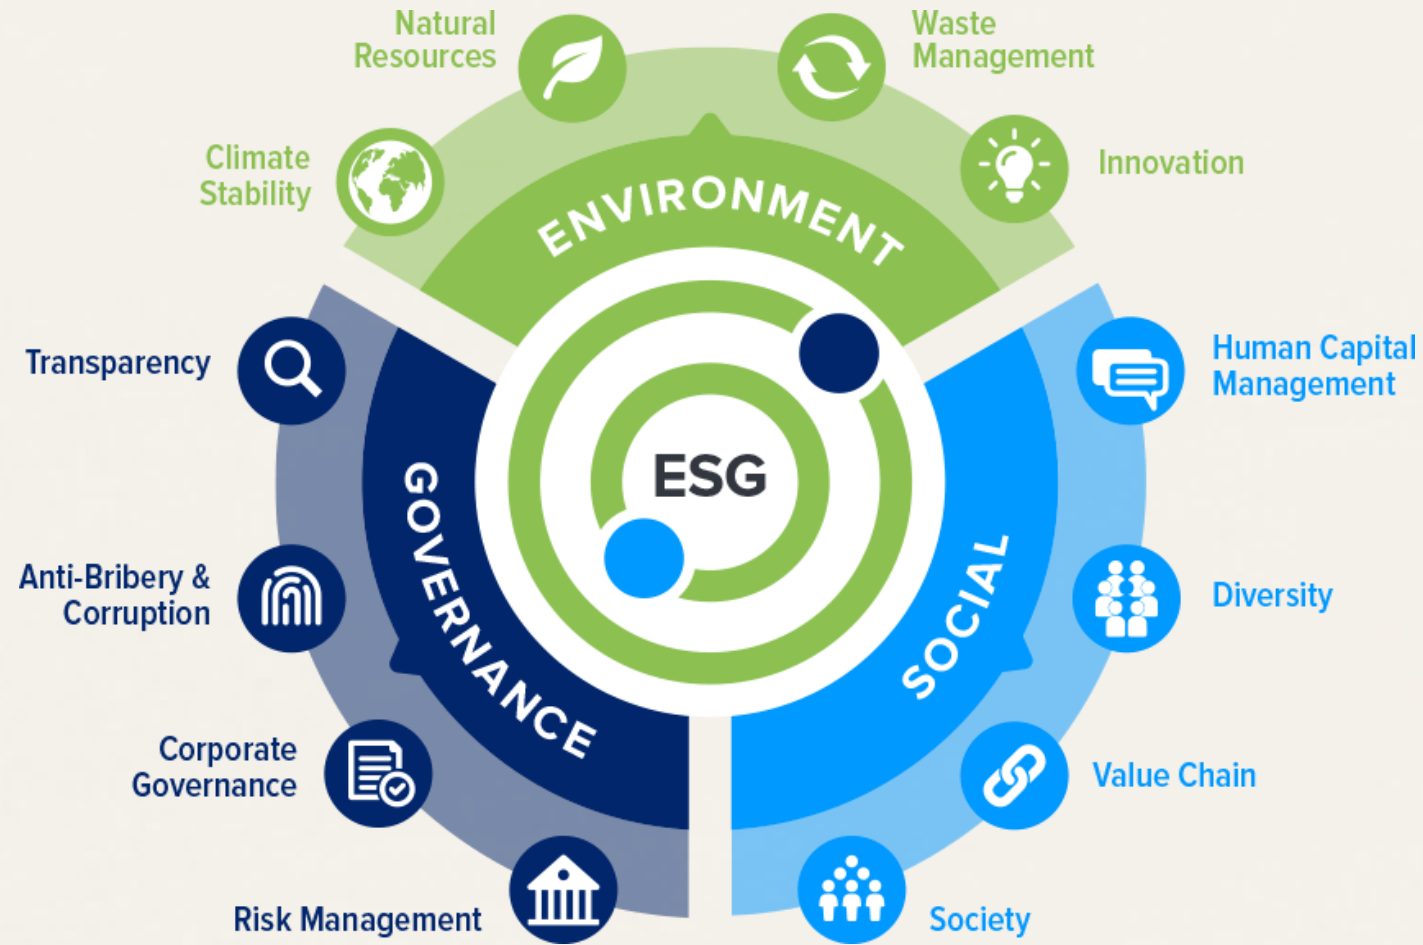 Natural
Resources
Waste
Management
Climate
Stability
Innovation
ENVIRONMENT
Transparency
Human Capital
Management
ESG
GOVERNANCE
SOCIAL
Anti-Bribery &
Corruption
Diversity
Corporate
Governance
Value Chain
Risk Management
Society